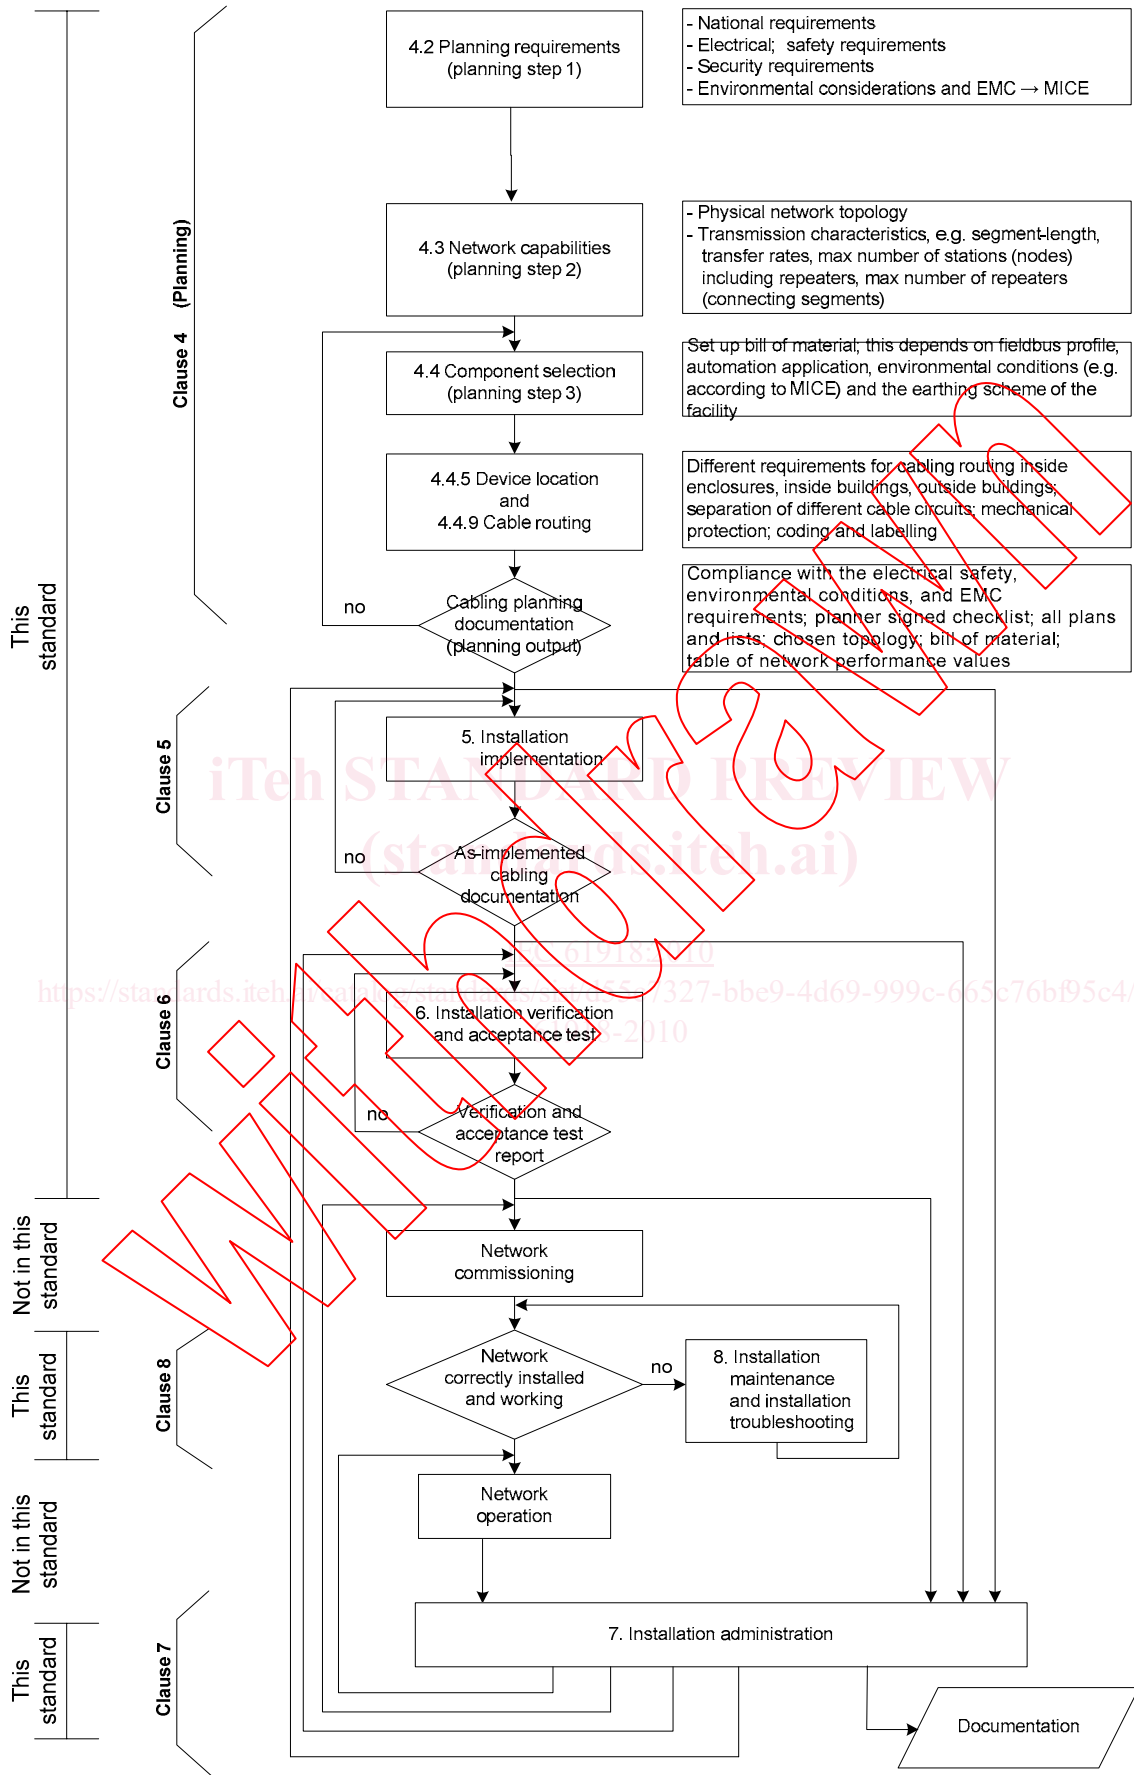 4.2 Planning requirements
(planning step 1)
- National requirements
- Electrical; safety requirements
- Security requirements
- Environmental considerations and EMC → MICE
4.3 Network capabilities
(planning step 2)
- Physical network topology
- Transmission characteristics, e.g. segment-length,
transfer rates, max number of stations (nodes)
including repeaters, max number of repeaters
(connecting segments)
Clause 4 (Planning)
4.4 Component selection
(planning step 3)
Set up bill of material; this depends on fieldbus profile,
automation application, environmental conditions (e.g.
according to MICE) and the earthing scheme of the
facility
4.4.5 Device location
and
4.4.9 Cable routing
Different requirements for cabling routing inside
enclosures, inside buildings, outside buildings;
separation of different cable circuits; mechanical
protection; coding and labelling
This
standard
no
Cabling planning
documentation
(planning output)
Compliance with the electrical safety,
environmental conditions, and EMC
requirements; planner signed checklist; all plans
and lists; chosen topology; bill of material;
table of network performance values
Clause 5
5. Installation
implementation
iTeh STANDARD PREVIEW
(standards.iteh.ai)
no
As-implemented
cabling
documentation
61918:2010
Clause 6
6. Installation verification
and acceptance test
no
Verification and
acceptance test
report
Withdrawn
Not in this
standard
Network
commissioning
This
standard
Clause 8
Network
correctly installed
and working
no
8. Installation
maintenance
and installation
troubleshooting
Not in this
standard
Network
operation
This
standard
Clause 7
7. Installation administration
Documentation